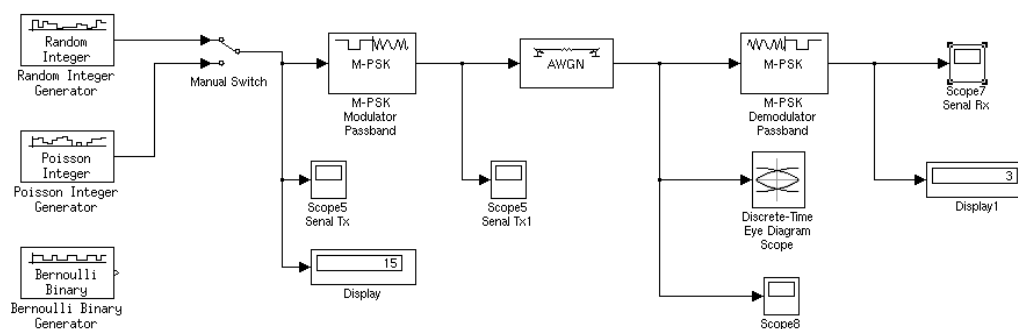 Random
Integer
Random Integer
Generator
Manual Switch
M-PSK
M-PSK
Modulator
Passband
AWGN
M-PSK
M-PSK
Demodulator
Passband
Scope7
Senal Rx
Poisson
Integer
Poisson Integer
Generator
Scope5
Senal Tx
Scope5
Senal Tx1
Discrete-Time
Eye Diagram
Scope
3
Display1
Bernoulli
Binary
Bernoulli Binary
Generator
15
Display
Scope8